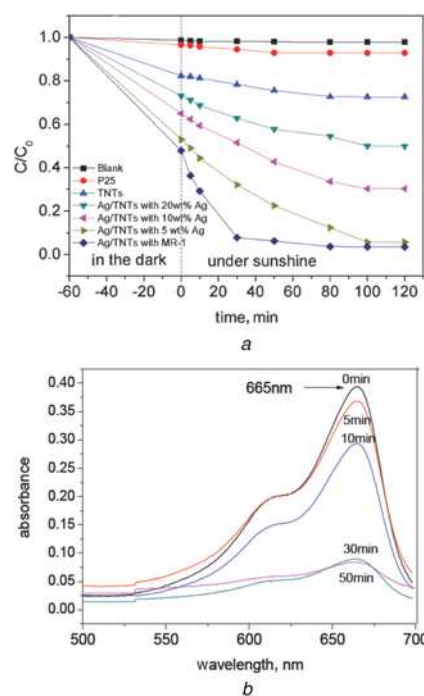 1.0
0.8
0.6
0.4
0.2
0.0
C/C0
Blank
P25
TNTs
Ag/TNTs with 20wt% Ag
Ag/TNTs with 10wt% Ag
Ag/TNTs with 5 wt% Ag
Ag/TNTs with MR-1
in the dark
under sunshine
-60 -40 -20 0 20 40 60 80 100 120
time, min
a
0.40
0.35
0.30
0.25
0.20
0.15
0.10
0.05
0.00
absorbance
665nm
0min
5min
10min
30min
50min
500 550 600 650 700
wavelength, nm
b